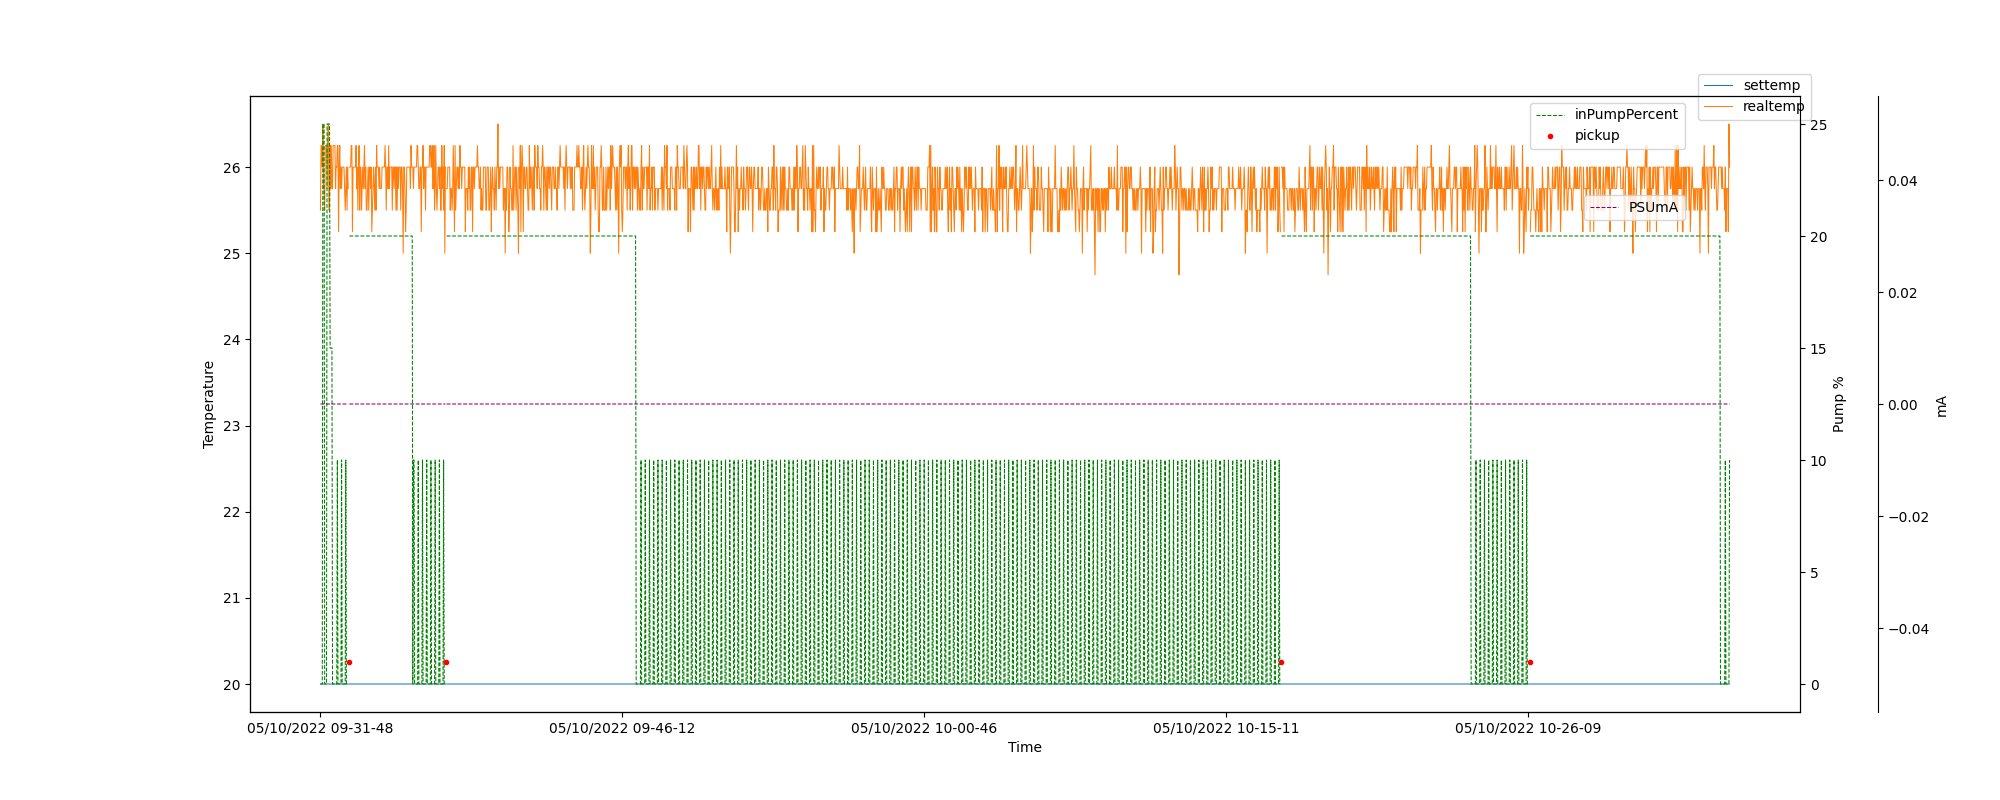 settemp
realtemp
inPumpPercent
pickup
PSUmA
26
25
24
23
22
21
20
Temperature
25
20
15
10
5
0
Pump %
0.04
0.02
0.00
−0.02
−0.04
mA
05/10/2022 09-31-48
05/10/2022 09-46-12
05/10/2022 10-00-46
05/10/2022 10-15-11
05/10/2022 10-26-09
Time